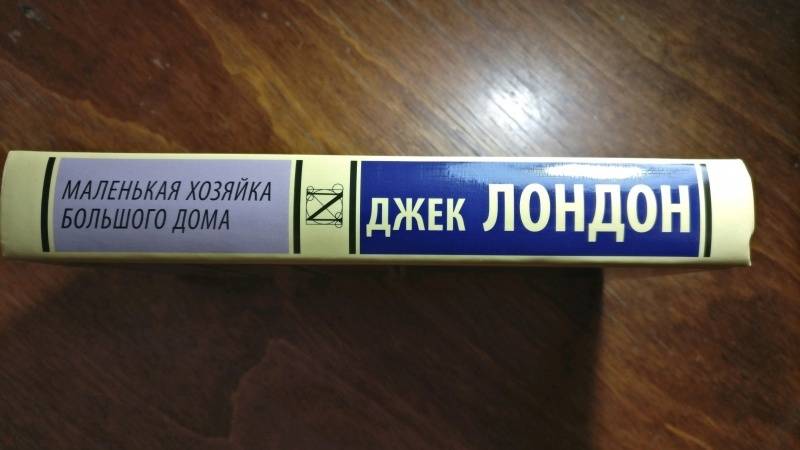 МАЛЕНЬКАЯ ХОЗЯЙКА
БОЛЬШОГО ДОМА
N
ДЖЕК ЛОНДОН